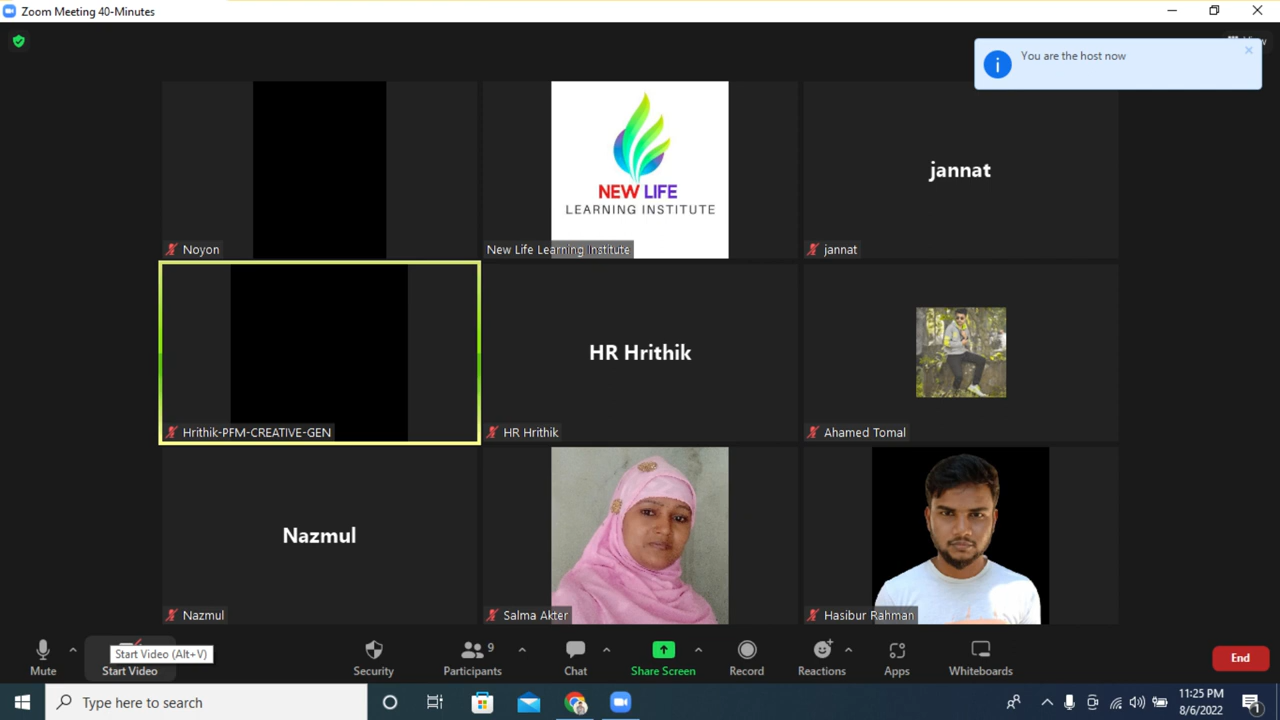 Zoom Meeting 40-Minutes
You are the host now
Noyon
NEW LIFE
LEARNING INSTITUTE
New Life Learning Institute
jannat
jannat
Hrithik-PFM-CREATIVE-GEN
HR Hrithik
HR Hrithik
Ahamed Tomal
Nazmul
Nazmul
Salma Akter
Hasibur Rahman
Mute
Start Video (Alt+V)
Start Video
Security
9
Participants
Chat
Share Screen
Record
Reactions
Apps
Whiteboards
End
Type here to search
11:25 PM
8/6/2022
1